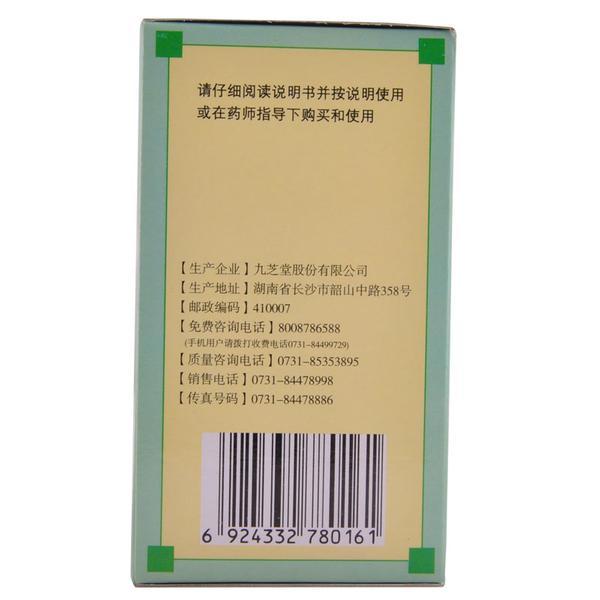 请仔细阅读说明书并按说明使用
或在药师指导下购买和使用
【生产企业】九芝堂股份有限公司
【生产地址】湖南省长沙市韶山中路358号
【邮政编码】410007
【免费咨询电话】8008786588
(手机用户请拨打收费电话0731-84499729)
【质量咨询电话】0731-85353895
【销售电话】0731-84478998
【传真号码】0731-84478886
6 924332 780161